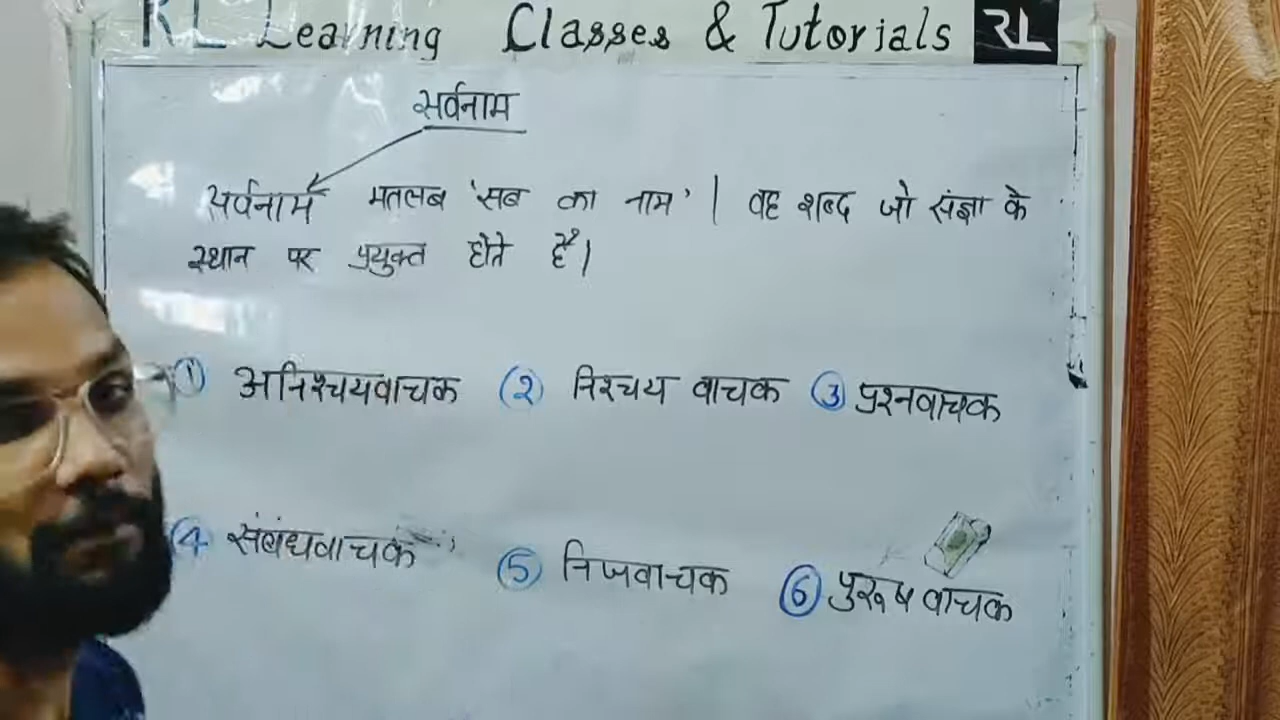 RL Learning Classes & Tutorials RL
सर्वनाम
सर्वनाम मतलब 'सब का नाम' | वह शब्द जो संज्ञा के
स्थान पर प्रयुक्त होते हैं।
① अनिश्चयवाचक ② निश्चय वाचक ③ प्रश्नवाचक
④ संबंधवाचक ⑤ निजवाचक ⑥ पुरूष वाचक